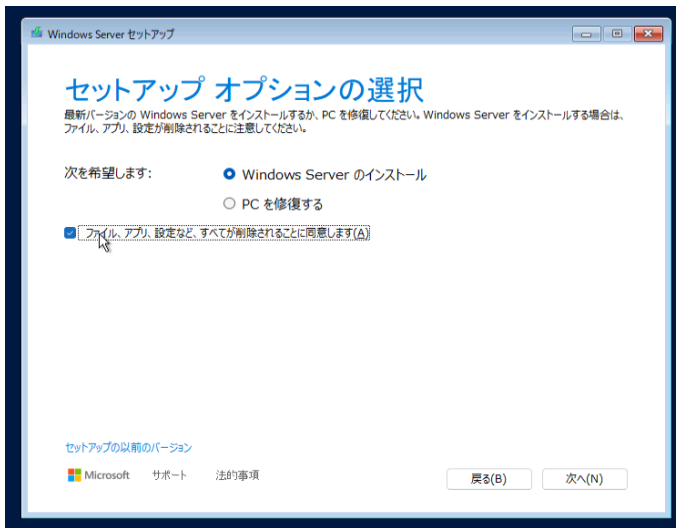 Windows Server セットアップ
セットアップ オプションの選択
最新バージョンの Windows Server をインストールするか、PC を修復してください。Windows Server をインストールする場合は、
ファイル、アプリ、設定が削除されることに注意してください。
次を希望します:
Windows Server のインストール
PC を修復する
ファイル、アプリ、設定など、すべてが削除されることに同意します(A)
セットアップの以前のバージョン
Microsoft サポート 法的事項 戻る(B) 次へ(N)